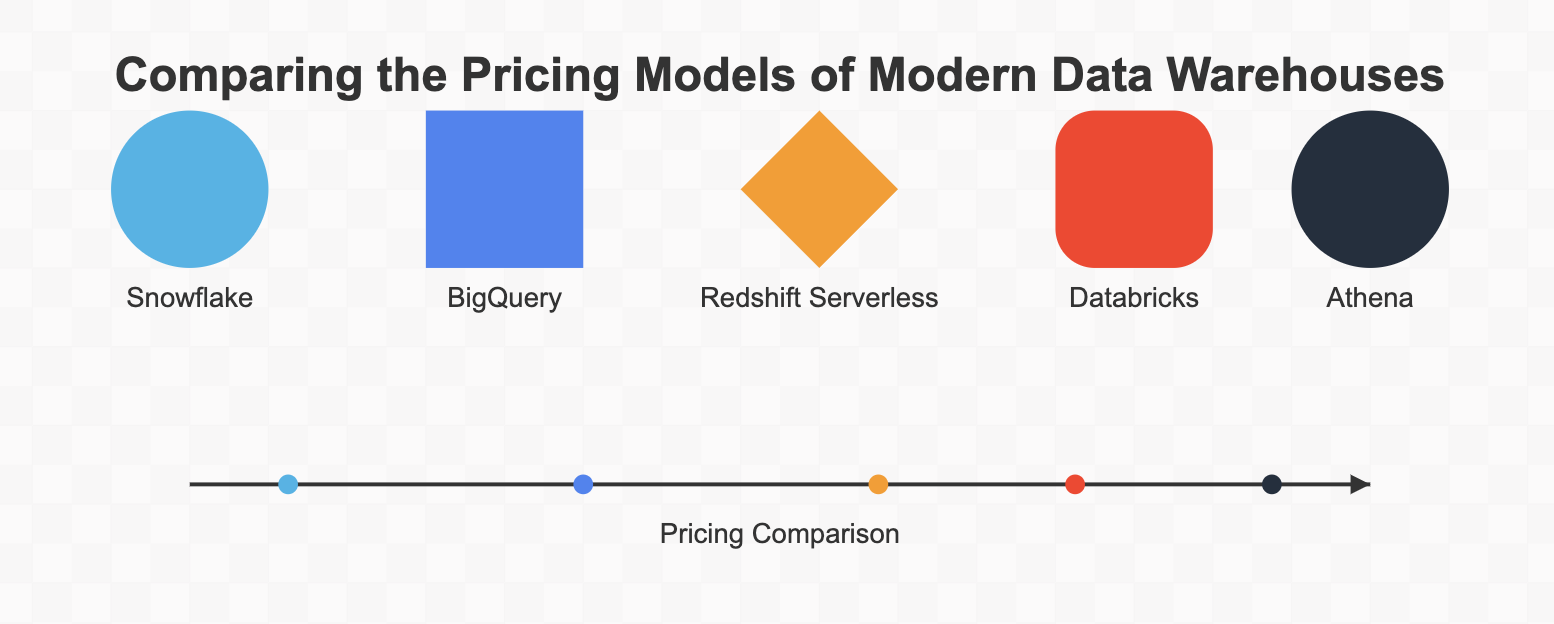 Comparing the Pricing Models of Modern Data Warehouses
Snowflake
BigQuery
Redshift Serverless
Databricks
Athena
Pricing Comparison